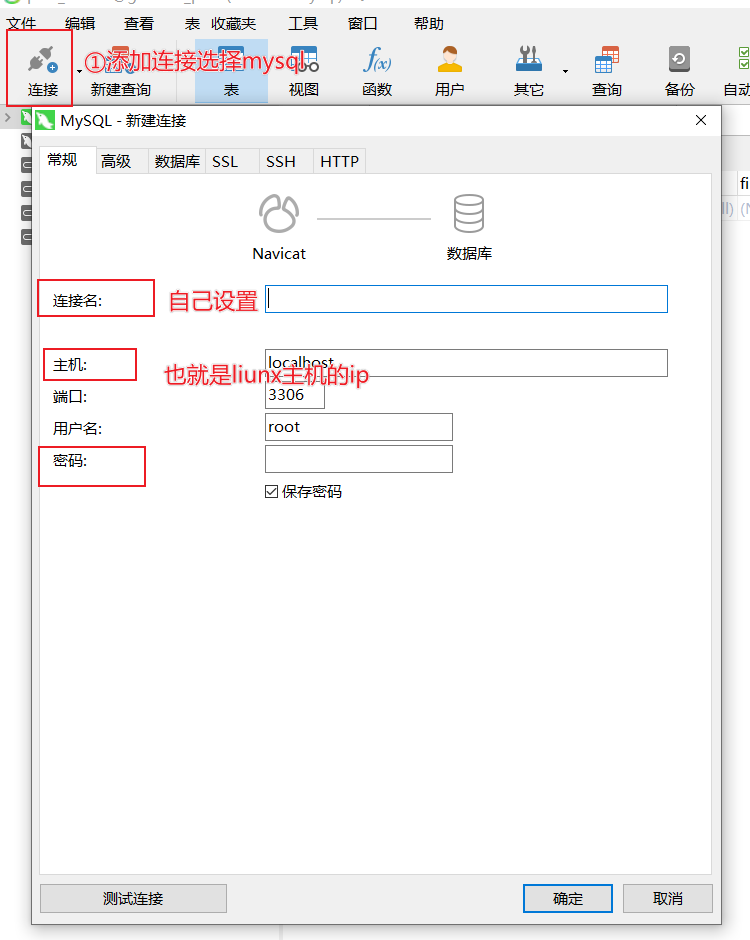 文件 编辑 查看 表 收藏夹 工具 窗口 帮助
①添加连接选择mysql
f(x)
连接 新建查询 表 视图 函数 用户 其它 查询 备份 自动
MySQL - 新建连接
常规 高级 数据库 SSL SSH HTTP
fi
Navicat 数据库
连接名: 自己设置
主机: localhost
也就是liunx主机的ip
端口: 3306
用户名: root
密码:
保存密码
测试连接 确定 取消